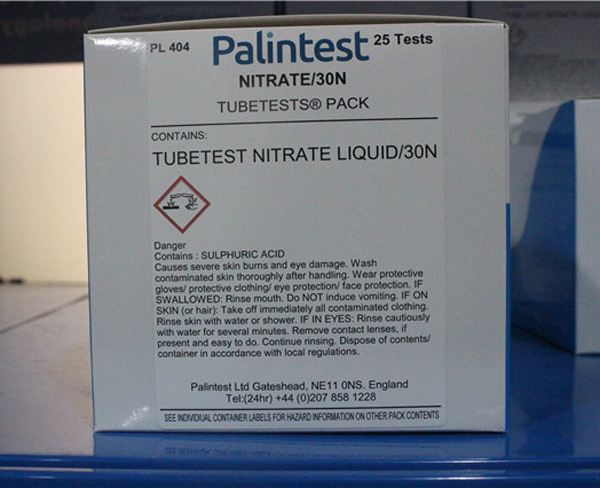 PL 404 Palintest 25 Tests
NITRATE/30N
TUBETESTS® PACK
CONTAINS:
TUBETEST NITRATE LIQUID/30N
Danger
Contains : SULPHURIC ACID
Causes severe skin burns and eye damage. Wash
contaminated skin thoroughly after handling. Wear protective
gloves/ protective clothing/ eye protection/ face protection. IF
SWALLOWED: Rinse mouth. Do NOT induce vomiting. IF ON
SKIN (or hair): Take off immediately all contaminated clothing.
Rinse skin with water or shower. IF IN EYES: Rinse cautiously
with water for several minutes. Remove contact lenses, if
present and easy to do. Continue rinsing. Dispose of contents/
container in accordance with local regulations.
Palintest Ltd Gateshead, NE11 0NS. England
Tel:(24hr) +44 (0)207 858 1228
SEE INDIVIDUAL CONTAINER LABELS FOR HAZARD INFORMATION ON OTHER PACK CONTENTS